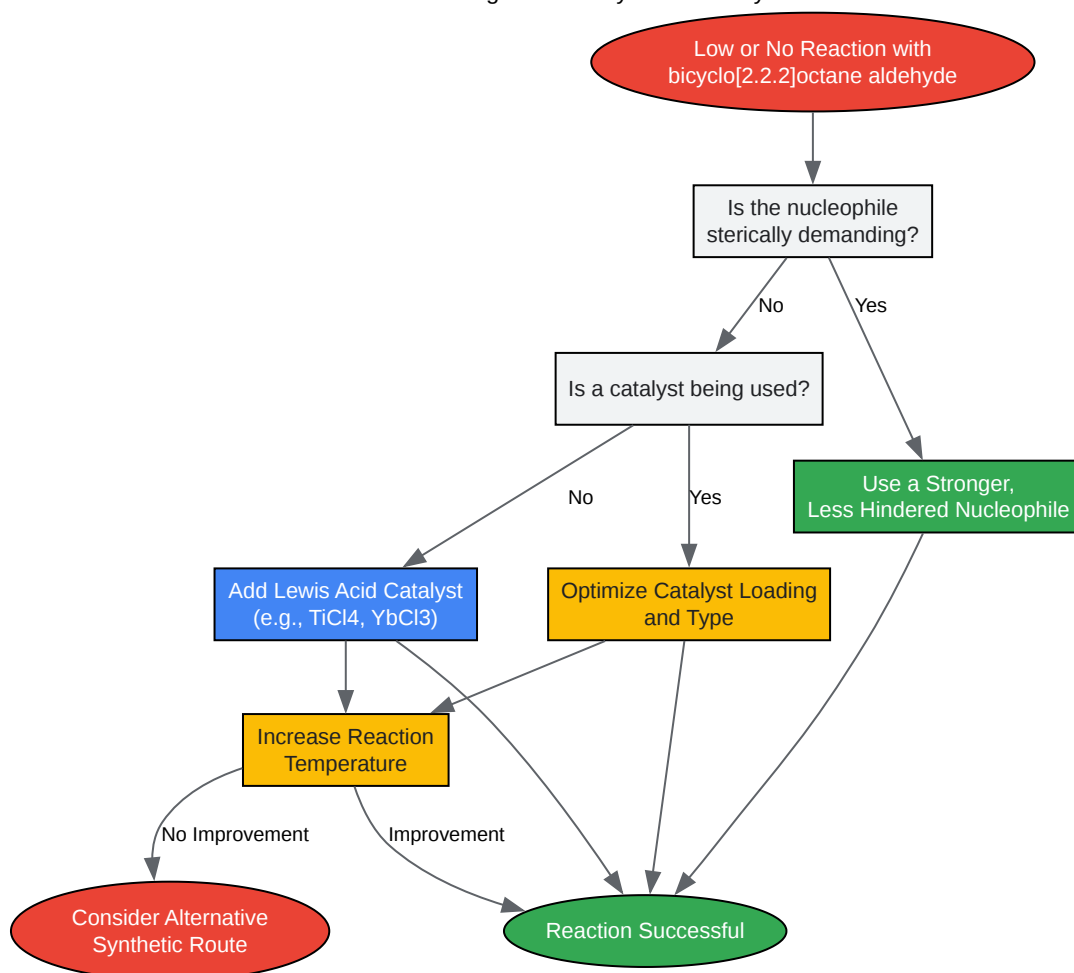 Low or No Reaction with
bicyclo[2.2.2]octane aldehyde
Is the nucleophile
sterically demanding?
No
Yes
Is a catalyst being used?
No
Yes
Use a Stronger,
Less Hindered Nucleophile
Add Lewis Acid Catalyst
(e.g., TiCl4, YbCl3)
Optimize Catalyst Loading
and Type
Increase Reaction
Temperature
No Improvement
Improvement
Consider Alternative
Synthetic Route
Reaction Successful